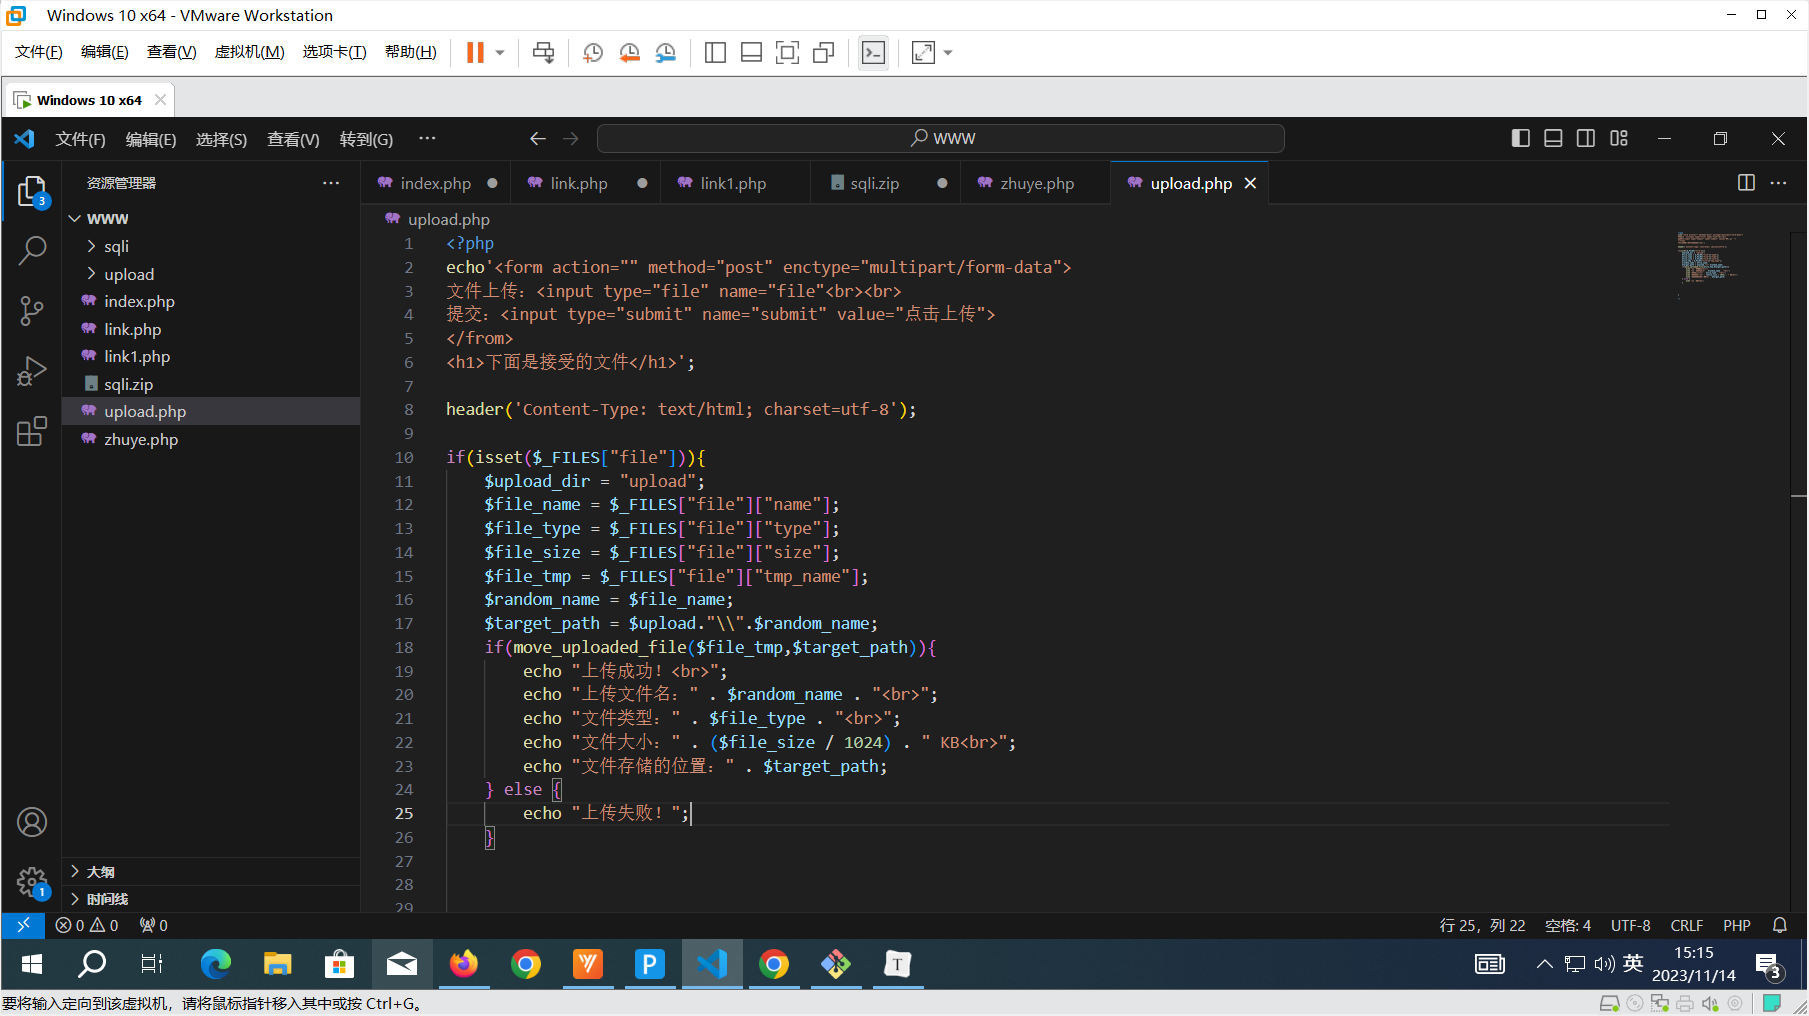 Windows 10 x64 - VMware Workstation
文件(F) 编辑(E) 查看(V) 虚拟机(M) 选项卡(T) 帮助(H)
Windows 10 x64
文件(F) 编辑(E) 选择(S) 查看(V) 转到(G) ··· WWW
资源管理器 ···
index.php link.php link1.php sqli.zip zhuye.php upload.php ···
3
WWW
sqli
upload
index.php
link.php
link1.php
sqli.zip
upload.php
zhuye.php
大纲
时间线
1
upload.php
1 <?php
2 echo'<form action="" method="post" enctype="multipart/form-data">
3 文件上传：<input type="file" name="file"<br><br>
4 提交：<input type="submit" name="submit" value="点击上传">
5 </from>
6 <h1>下面是接受的文件</h1>';
7
8 header('Content-Type: text/html; charset=utf-8');
9
10 if(isset($_FILES["file"])){
11 $upload_dir = "upload";
12 $file_name = $_FILES["file"]["name"];
13 $file_type = $_FILES["file"]["type"];
14 $file_size = $_FILES["file"]["size"];
15 $file_tmp = $_FILES["file"]["tmp_name"];
16 $random_name = $file_name;
17 $target_path = $upload."\\".$random_name;
18 if(move_uploaded_file($file_tmp,$target_path)){
19 echo "上传成功！<br>";
20 echo "上传文件名：" . $random_name . "<br>";
21 echo "文件类型：" . $file_type . "<br>";
22 echo "文件大小：" . ($file_size / 1024) . " KB<br>";
23 echo "文件存储的位置：" . $target_path;
24 } else {
25 echo "上传失败！";
26 }
27
28
29
0 0 0 行 25，列 22 空格: 4 UTF-8 CRLF PHP
英 15:15
2023/11/14 3
要将输入定向到该虚拟机，请将鼠标指针移入其中或按 Ctrl+G。